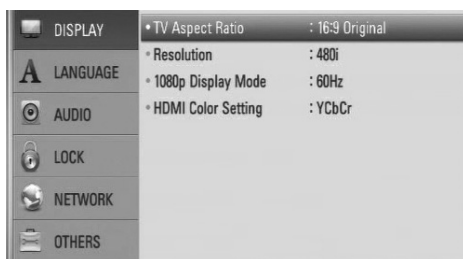 DISPLAY
LANGUAGE
AUDIO
LOCK
NETWORK
OTHERS
• TV Aspect Ratio : 16:9 Original
• Resolution : 480i
• 1080p Display Mode : 60Hz
• HDMI Color Setting : YCbCr